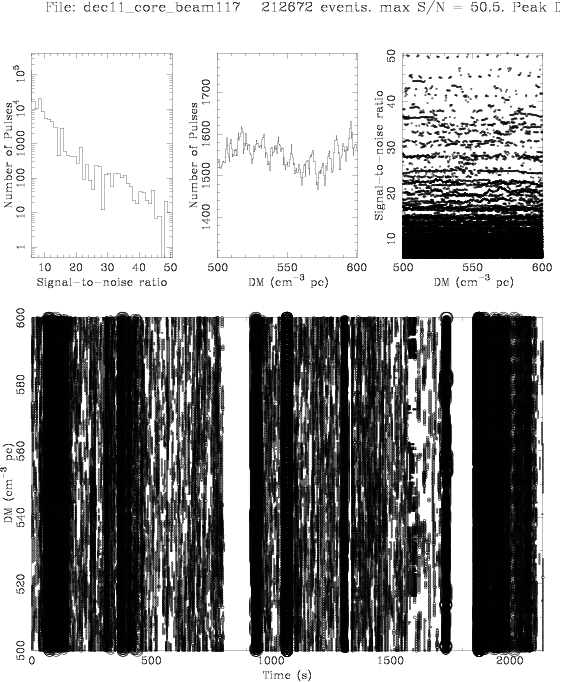 File: dec11_core_beam117 212672 events. max S/N = 50.5. Peak D
Number of Pulses
1 10 100 1000 10⁴ 10⁵
10 20 30 40 50
Signal-to-noise ratio
Number of Pulses
1400 1500 1600 1700
500 550 600
DM (cm⁻³ pc)
Signal-to-noise ratio
10 20 30 40 50
500 550 600
DM (cm⁻³ pc)
DM (cm⁻³ pc)
500 520 540 560 580 600
0 500 1000 1500 2000
Time (s)